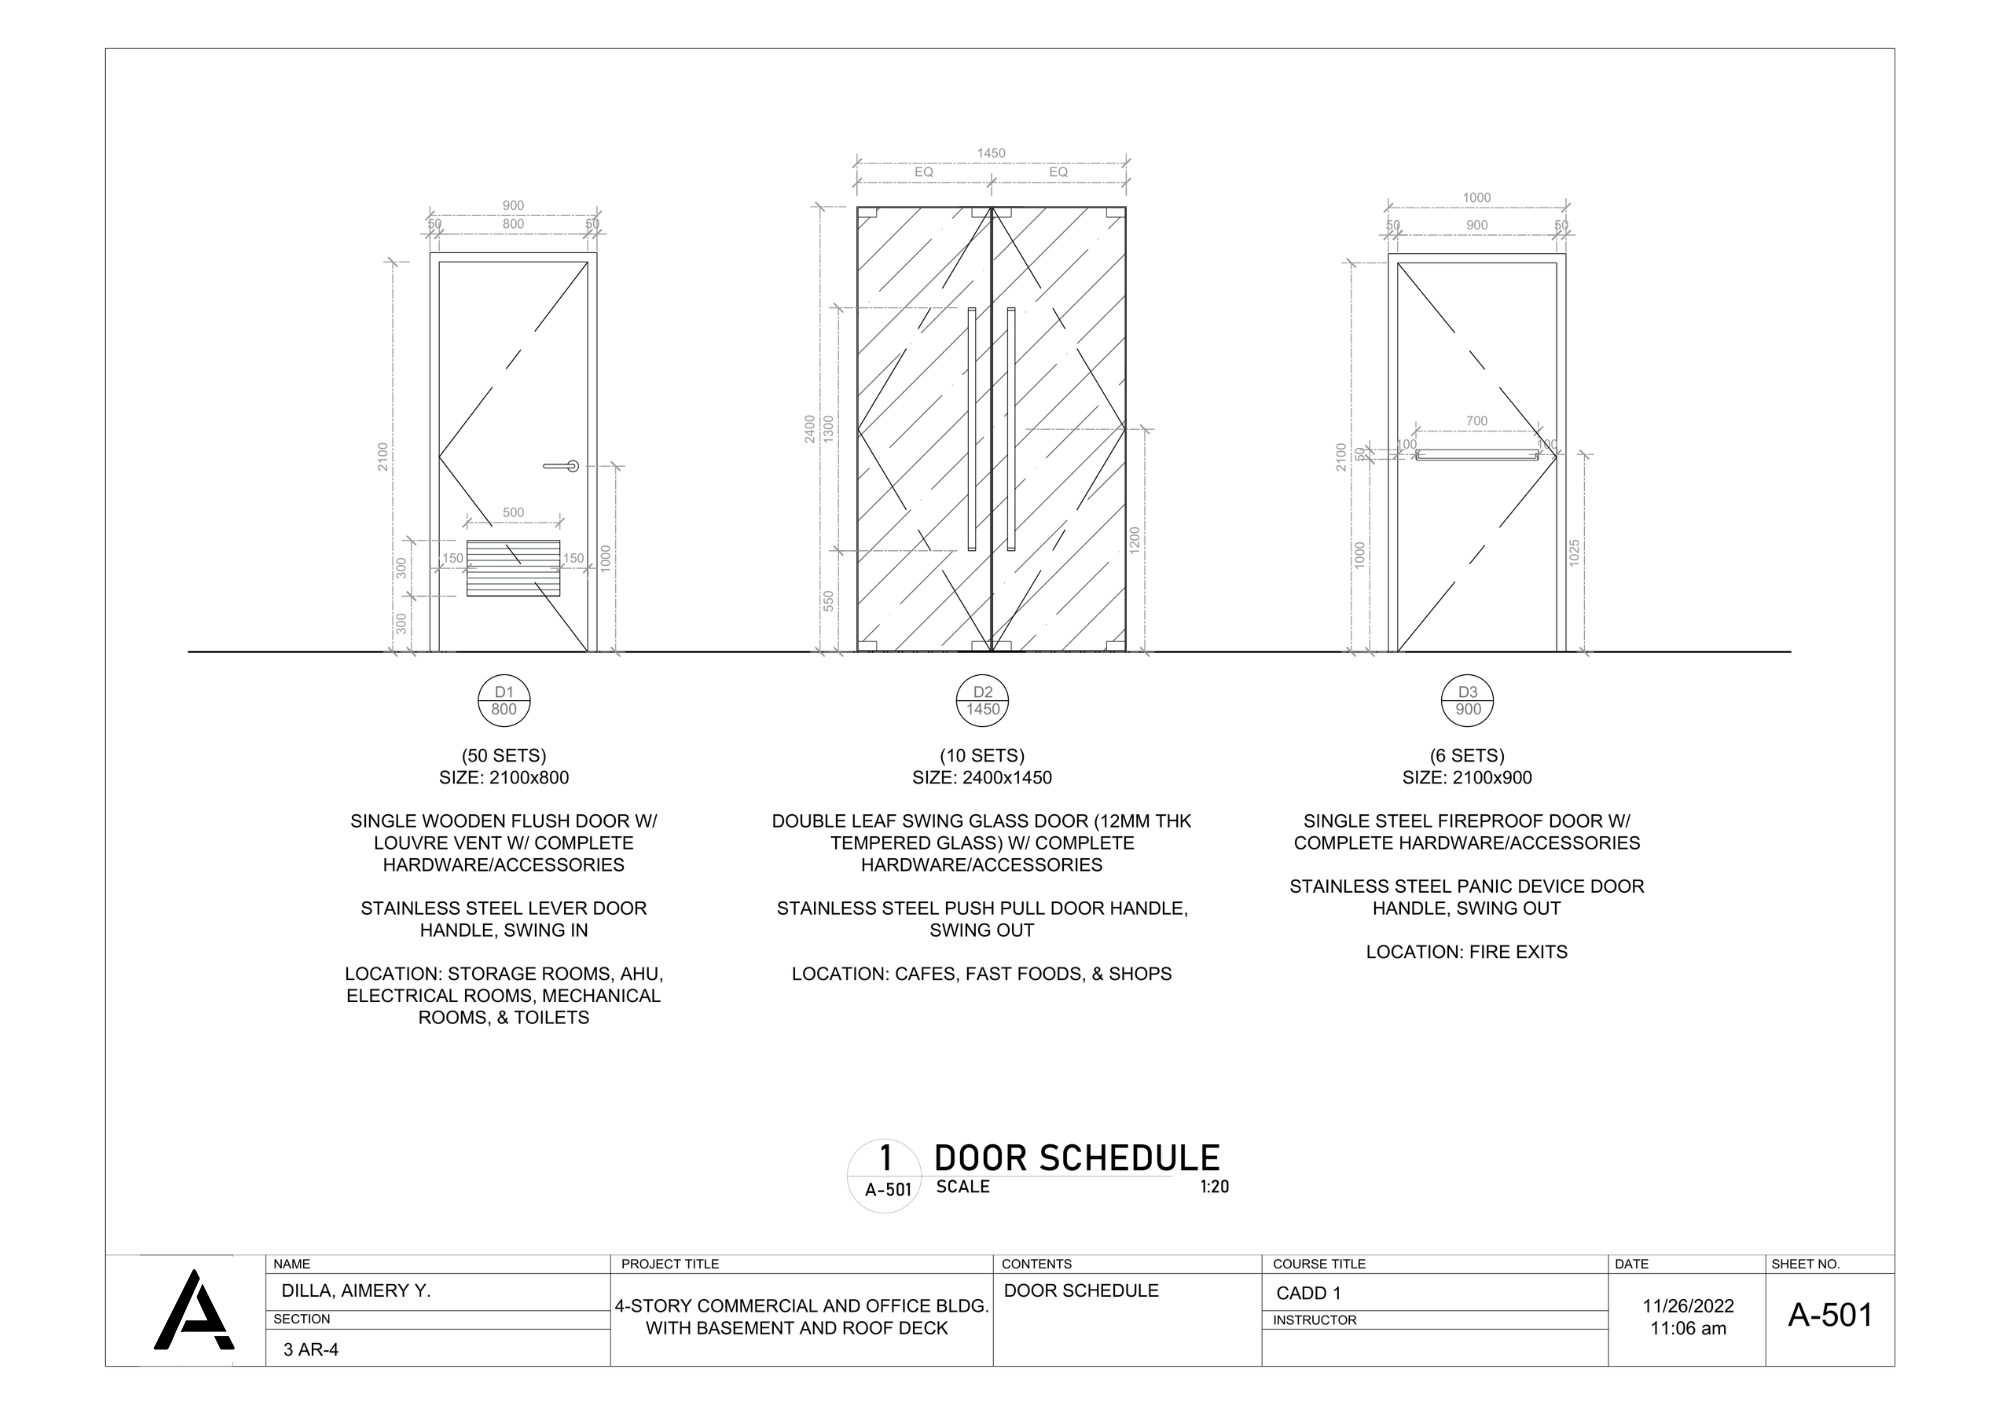 900
50
800
50
2100
500
150
150
300
300
1000
1450
EQ
EQ
2400
1300
550
1200
1000
50
900
50
700
100
100
2100
50
1000
1025
D1
800
(50 SETS)
SIZE: 2100x800
SINGLE WOODEN FLUSH DOOR W/
LOUVRE VENT W/ COMPLETE
HARDWARE/ACCESSORIES
STAINLESS STEEL LEVER DOOR
HANDLE, SWING IN
LOCATION: STORAGE ROOMS, AHU,
ELECTRICAL ROOMS, MECHANICAL
ROOMS, & TOILETS
D2
1450
(10 SETS)
SIZE: 2400x1450
DOUBLE LEAF SWING GLASS DOOR (12MM THK
TEMPERED GLASS) W/ COMPLETE
HARDWARE/ACCESSORIES
STAINLESS STEEL PUSH PULL DOOR HANDLE,
SWING OUT
LOCATION: CAFES, FAST FOODS, & SHOPS
D3
900
(6 SETS)
SIZE: 2100x900
SINGLE STEEL FIREPROOF DOOR W/
COMPLETE HARDWARE/ACCESSORIES
STAINLESS STEEL PANIC DEVICE DOOR
HANDLE, SWING OUT
LOCATION: FIRE EXITS
1
A-501
DOOR SCHEDULE
SCALE 1:20
NAME
DILLA, AIMERY Y.
SECTION
3 AR-4
PROJECT TITLE
4-STORY COMMERCIAL AND OFFICE BLDG.
WITH BASEMENT AND ROOF DECK
CONTENTS
DOOR SCHEDULE
COURSE TITLE
CADD 1
INSTRUCTOR
DATE
11/26/2022
11:06 am
SHEET NO.
A-501